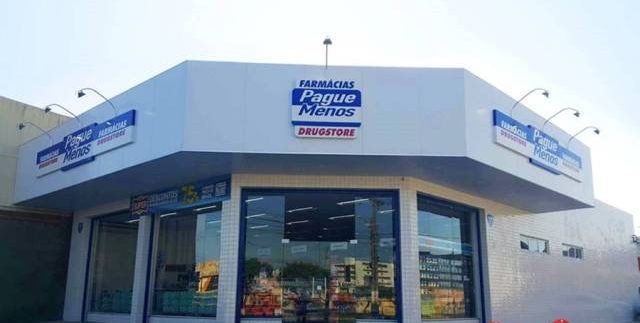 FARMÁCIAS
Pague
Menos
DRUGSTORE
Pague
Menos
FARMÁCIAS
DRUGSTORE
FARMÁCIAS
DRUGSTORE
Pague
Menos